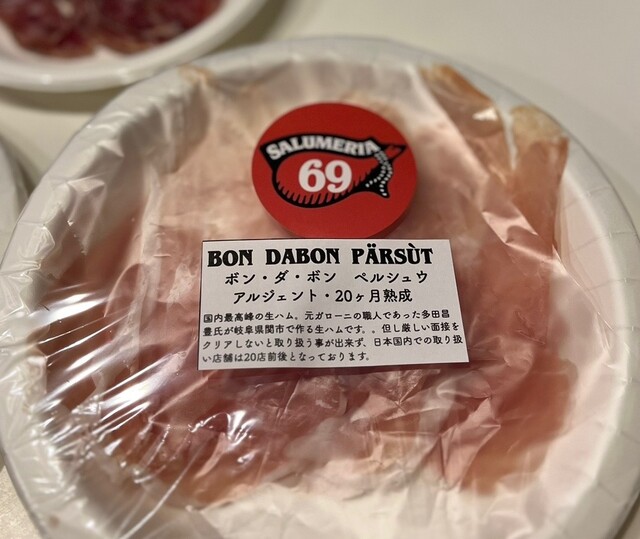 SALUMERIA
69
BON DABON PÄRSÙT
ボン・ダ・ボン ペルシュウ
アルジェント・20ヶ月熟成
国内最高峰の生ハム。元ガローニの職人であった多田昌
豊氏が岐阜県関市で作る生ハムです。。但し厳しい面接を
クリアしないと取り扱う事が出来ず、日本国内での取り扱
い店舗は20店前後となっております。